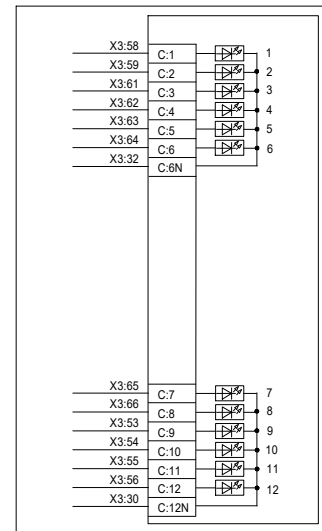 X3:58 C:1 1
X3:59 C:2 2
X3:61 C:3 3
X3:62 C:4 4
X3:63 C:5 5
X3:64 C:6 6
X3:32 C:6N
X3:65 C:7 7
X3:66 C:8 8
X3:53 C:9 9
X3:54 C:10 10
X3:55 C:11 11
X3:56 C:12 12
X3:30 C:12N